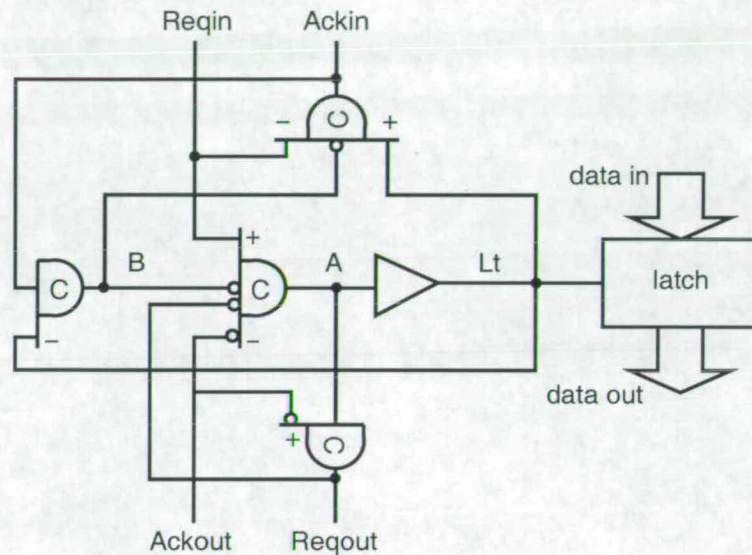 Reqin Ackin
C
- +
data in
+
B A Lt
C C latch
-
-
data out
+ C
Ackout Reqout